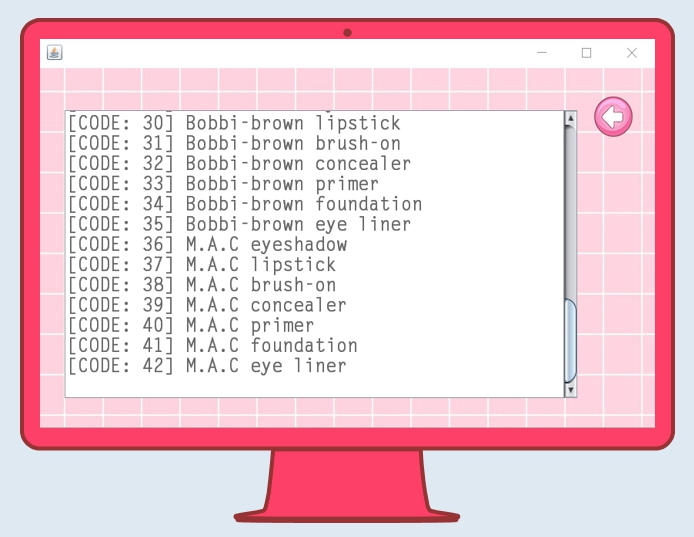 [CODE: 30] Bobbi-brown lipstick
[CODE: 31] Bobbi-brown brush-on
[CODE: 32] Bobbi-brown concealer
[CODE: 33] Bobbi-brown primer
[CODE: 34] Bobbi-brown foundation
[CODE: 35] Bobbi-brown eye liner
[CODE: 36] M.A.C eyeshadow
[CODE: 37] M.A.C lipstick
[CODE: 38] M.A.C brush-on
[CODE: 39] M.A.C concealer
[CODE: 40] M.A.C primer
[CODE: 41] M.A.C foundation
[CODE: 42] M.A.C eye liner